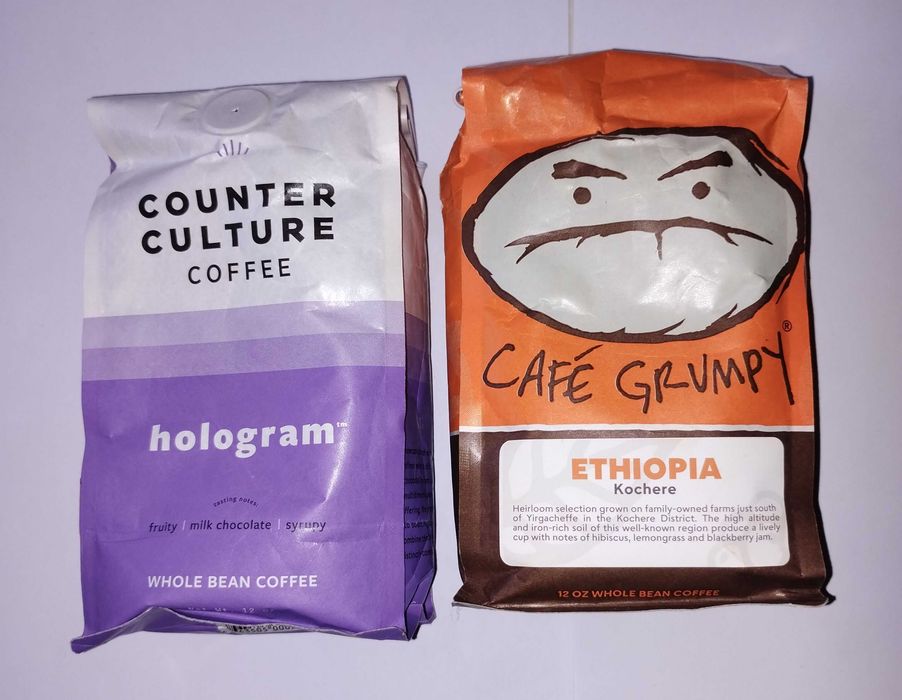 COUNTER
CULTURE
COFFEE
hologram™
tasting notes:
fruity | milk chocolate | syrupy
WHOLE BEAN COFFEE
CAFÉ GRUMPY®
ETHIOPIA
Kochere
Heirloom selection grown on family-owned farms just south
of Yirgacheffe in the Kochere District. The high altitude
and iron-rich soil of this well-known region produce a lively
cup with notes of hibiscus, lemongrass and blackberry jam.
12 OZ WHOLE BEAN COFFEE